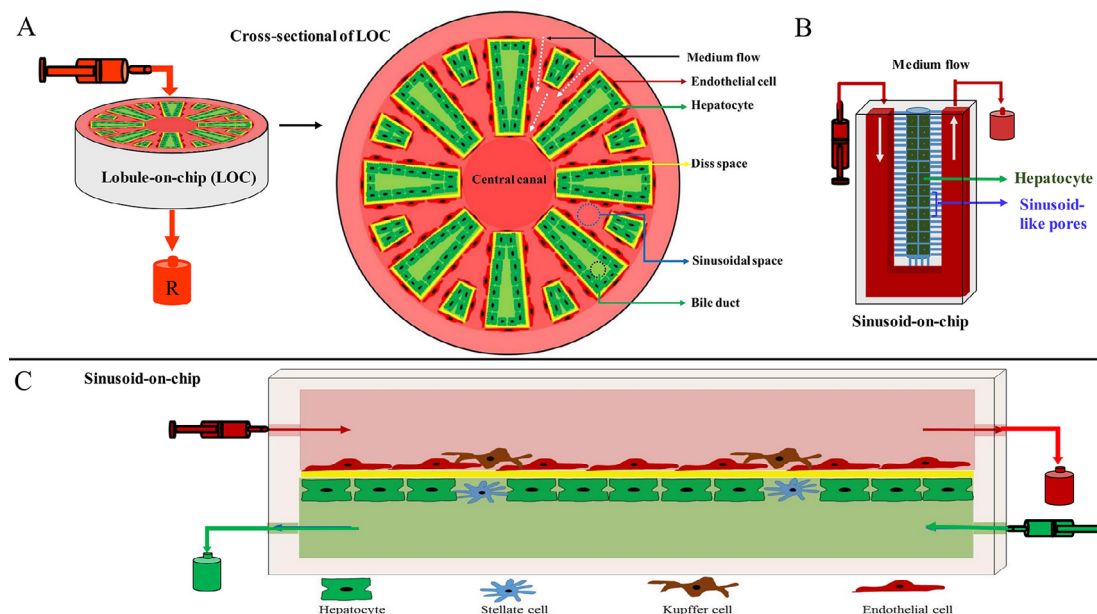 A
Cross-sectional of LOC
Medium flow
Endothelial cell
Hepatocyte
Diss space
Central canal
Sinusoidal space
Bile duct
Lobule-on-chip (LOC)
R
B
Medium flow
Hepatocyte
Sinusoid-
like pores
Sinusoid-on-chip
C
Sinusoid-on-chip
Hepatocyte
Stellate cell
Kupffer cell
Endothelial cell